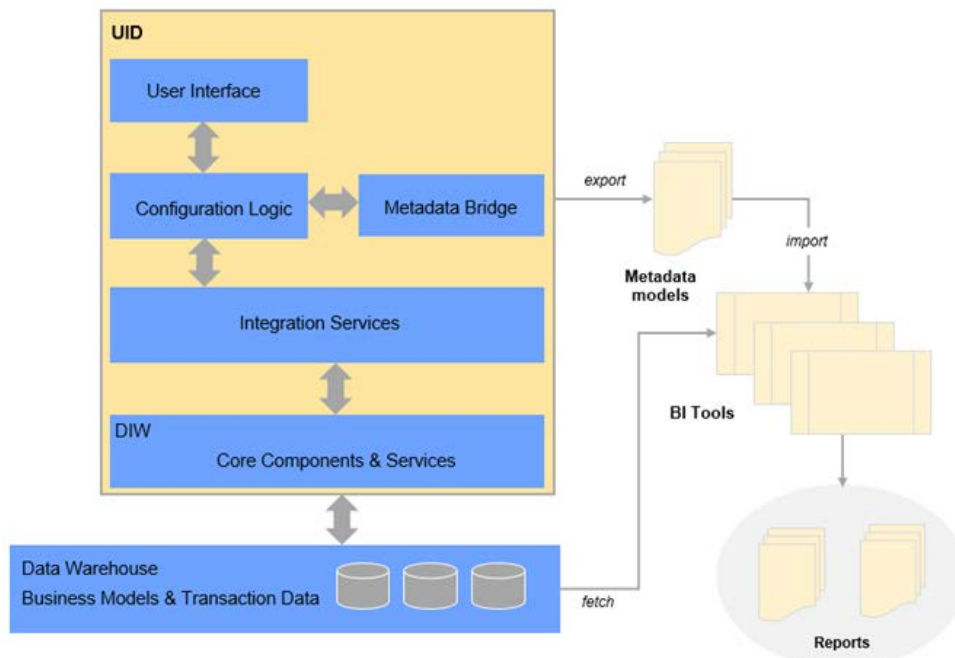 UID
User Interface
Configuration Logic
Metadata Bridge
export
import
Metadata
models
Integration Services
BI Tools
DIW
Core Components & Services
Data Warehouse
Business Models & Transaction Data
fetch
Reports